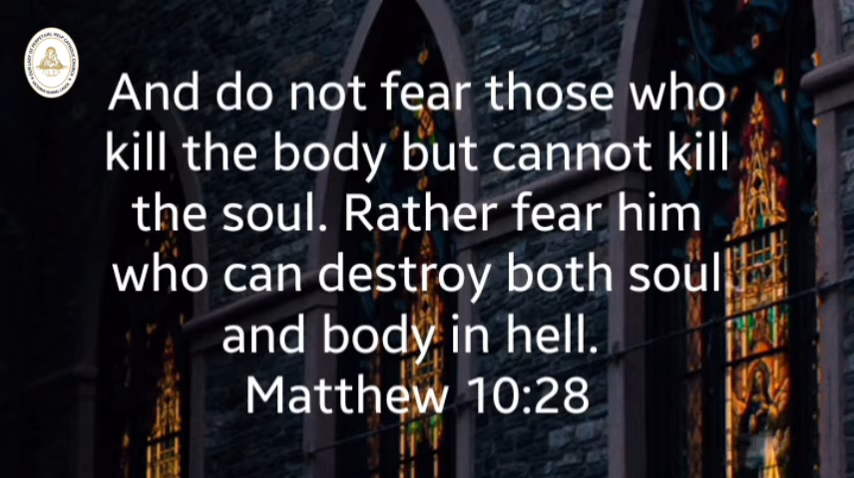 And do not fear those who
kill the body but cannot kill
the soul. Rather fear him
who can destroy both soul
and body in hell.
Matthew 10:28